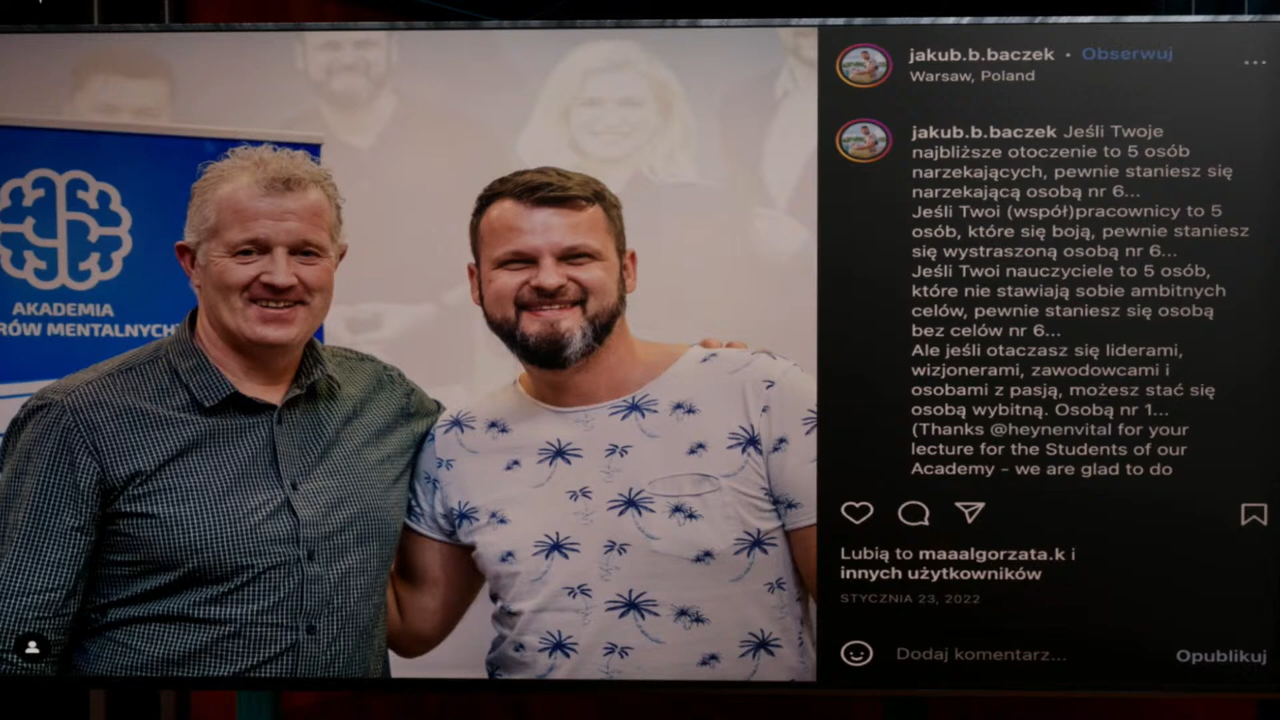 AKADEMIA
RÓW MENTALNYCH
jakub.b.baczek • Obserwuj
Warsaw, Poland
jakub.b.baczek Jeśli Twoje
najbliższe otoczenie to 5 osób
narzekających, pewnie staniesz się
narzekającą osobą nr 6...
Jeśli Twoi (współ)pracownicy to 5
osób, które się boją, pewnie staniesz
się wystraszoną osobą nr 6...
Jeśli Twoi nauczyciele to 5 osób,
które nie stawiają sobie ambitnych
celów, pewnie staniesz się osobą
bez celów nr 6...
Ale jeśli otaczasz się liderami,
wizjonerami, zawodowcami i
osobami z pasją, możesz stać się
osobą wybitną. Osobą nr 1...
(Thanks @heynenvital for your
lecture for the Students of our
Academy – we are glad to do
Lubią to maaalgorzata.k i
innych użytkowników
STYCZNIA 23, 2022
Dodaj komentarz...
Opublikuj